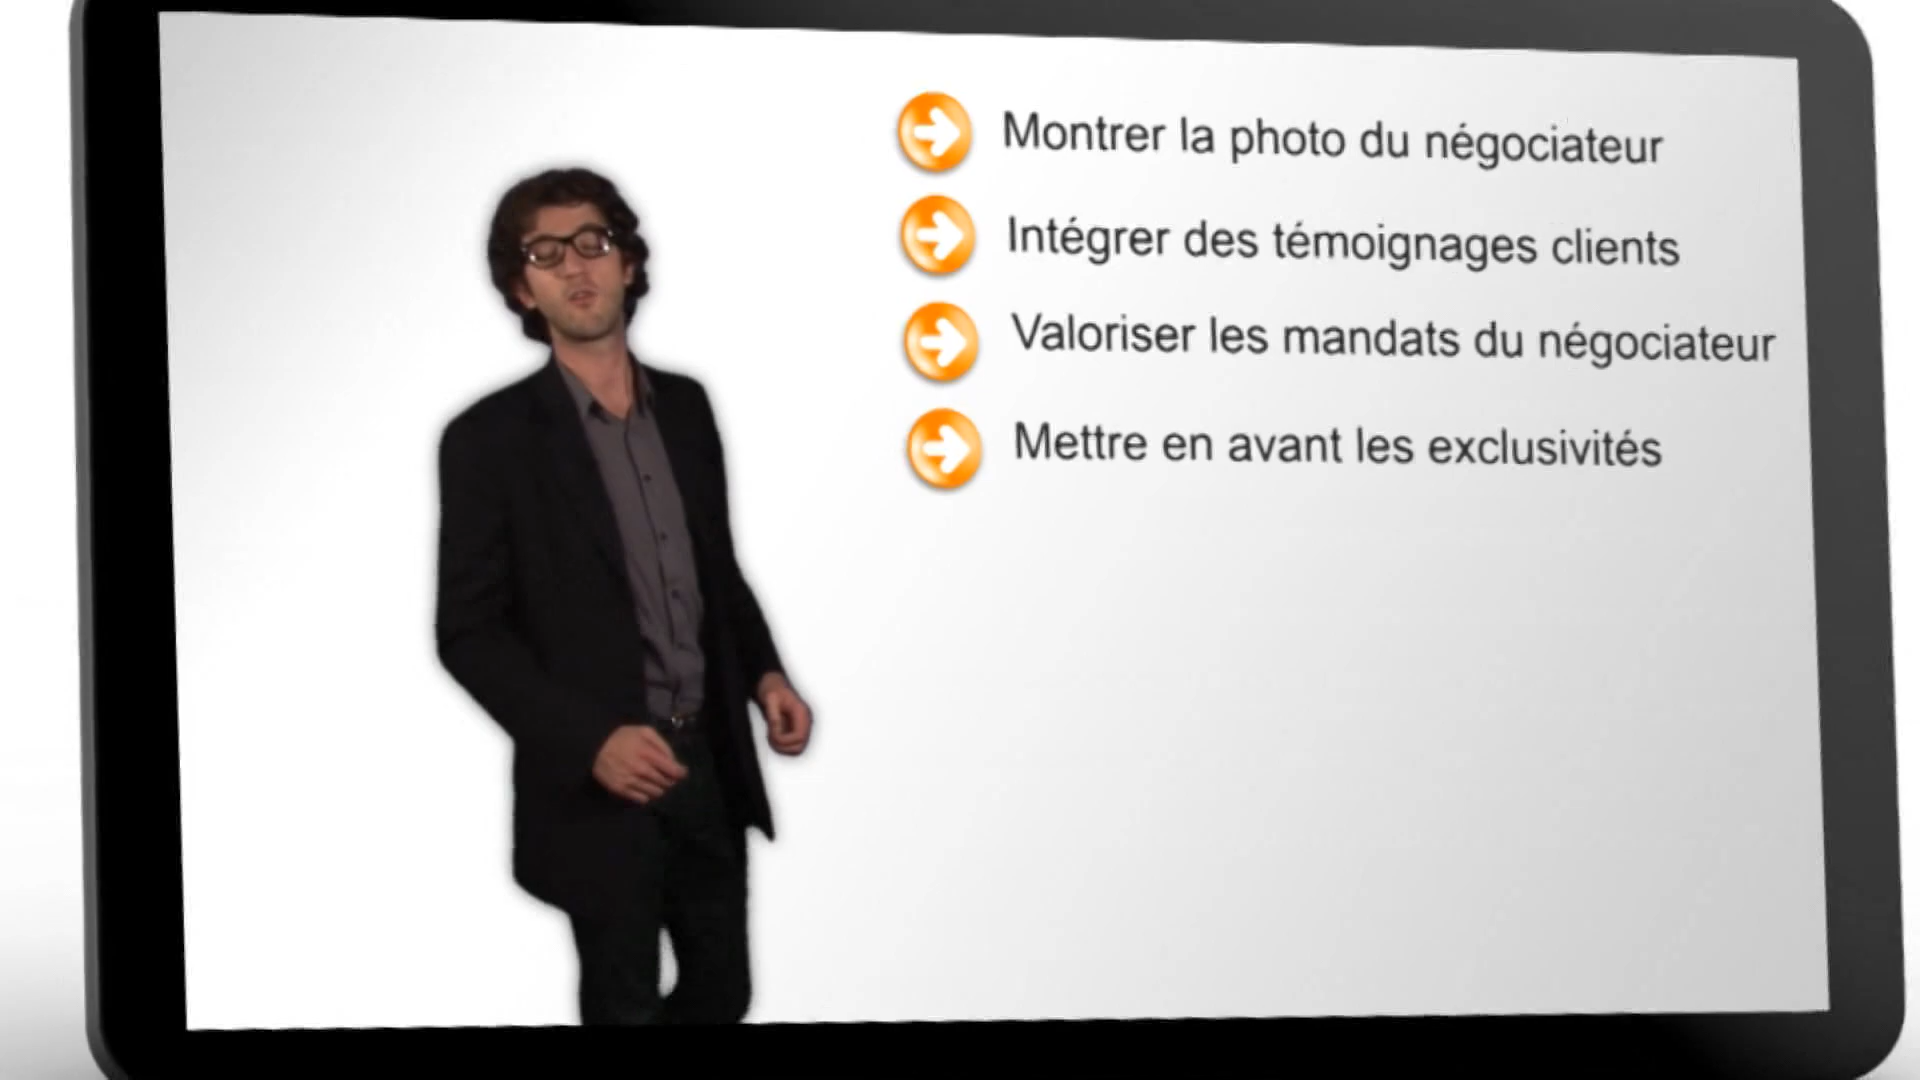 Montrer la photo du négociateur
Intégrer des témoignages clients
Valoriser les mandats du négociateur
Mettre en avant les exclusivités